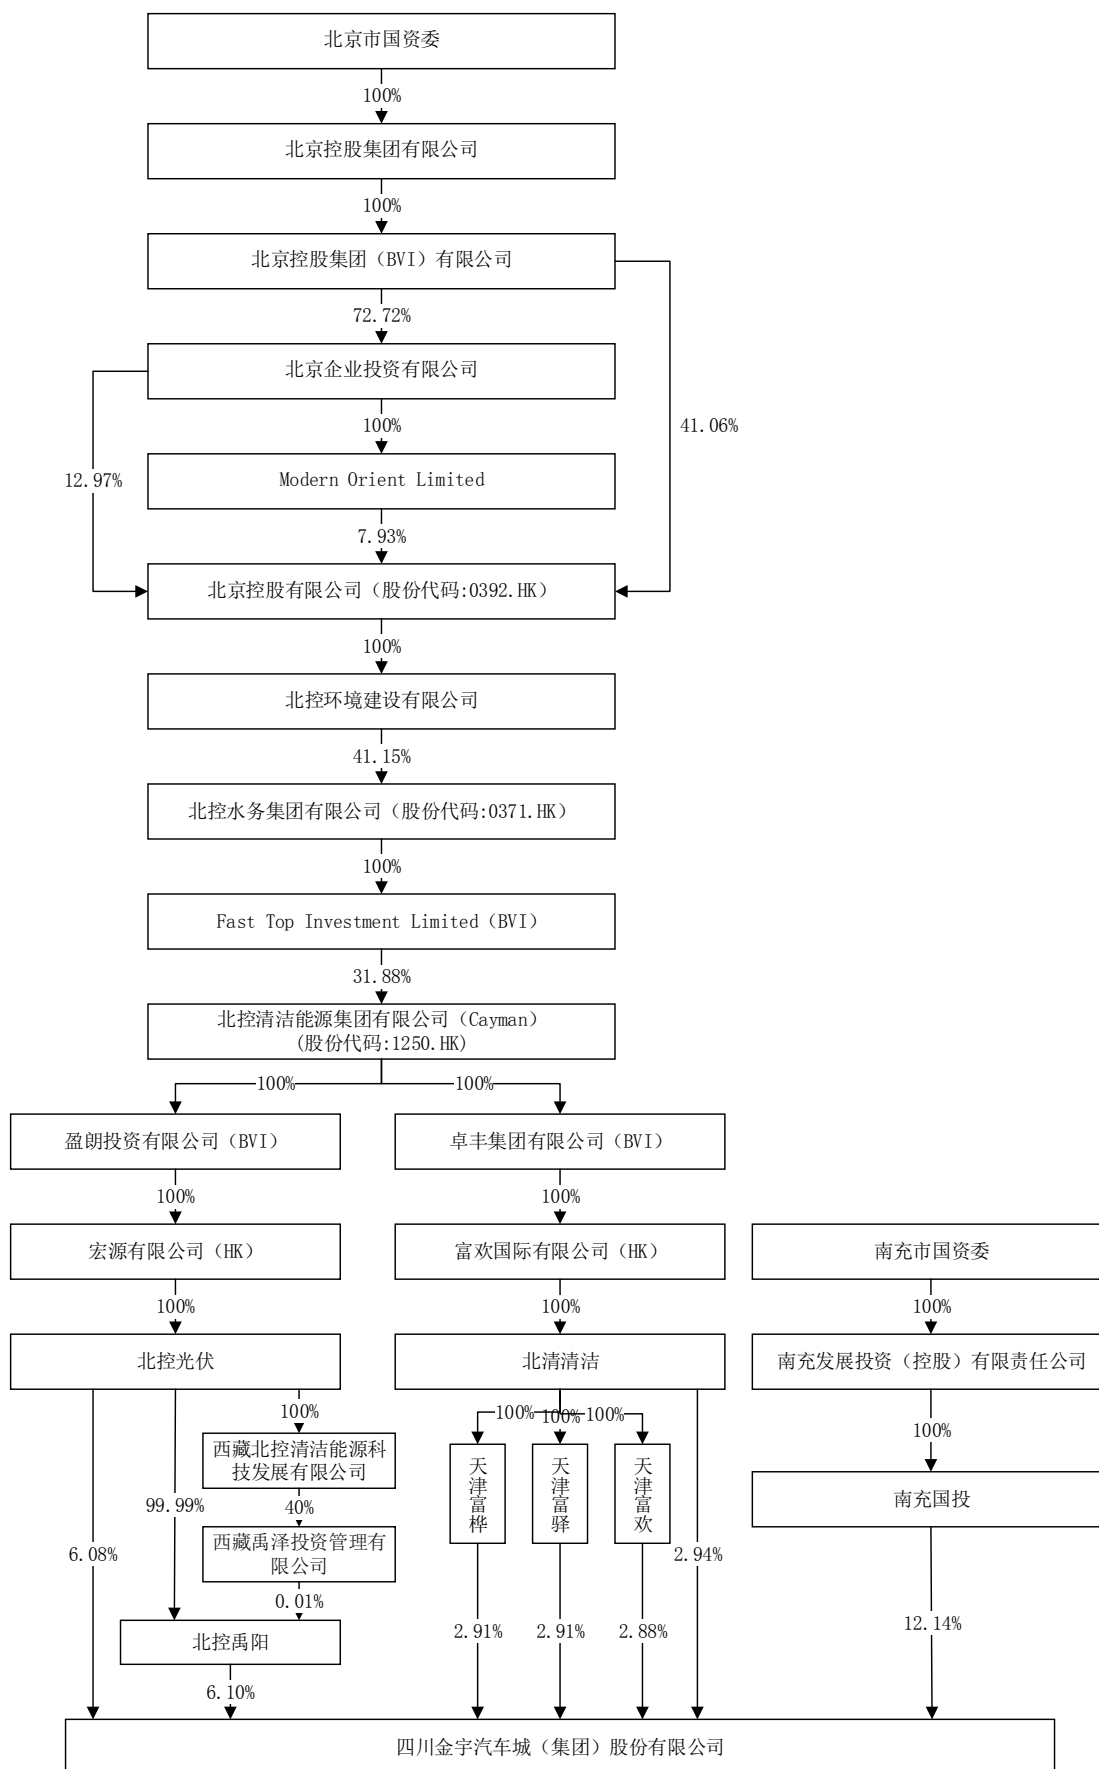 北京市国资委
100%
北京控股集团有限公司
100%
北京控股集团（BVI）有限公司
72.72%
北京企业投资有限公司
100%
41.06%
12.97%
Modern Orient Limited
7.93%
北京控股有限公司（股份代码:0392.HK）
100%
北控环境建设有限公司
41.15%
北控水务集团有限公司（股份代码:0371.HK）
100%
Fast Top Investment Limited（BVI）
31.88%
北控清洁能源集团有限公司（Cayman）
(股份代码:1250.HK)
100%
100%
盈朗投资有限公司（BVI）
卓丰集团有限公司（BVI）
100%
100%
宏源有限公司（HK）
富欢国际有限公司（HK）
南充市国资委
100%
100%
100%
北控光伏
北清清洁
南充发展投资（控股）有限责任公司
100%
100%
100%
100%
100%
西藏北控清洁能源科
技发展有限公司
天津富桦
天津富驿
天津富欢
南充国投
99.99%
40%
6.08%
西藏禹泽投资管理有
限公司
2.94%
0.01%
2.91%
2.91%
2.88%
12.14%
北控禹阳
6.10%
四川金宇汽车城（集团）股份有限公司